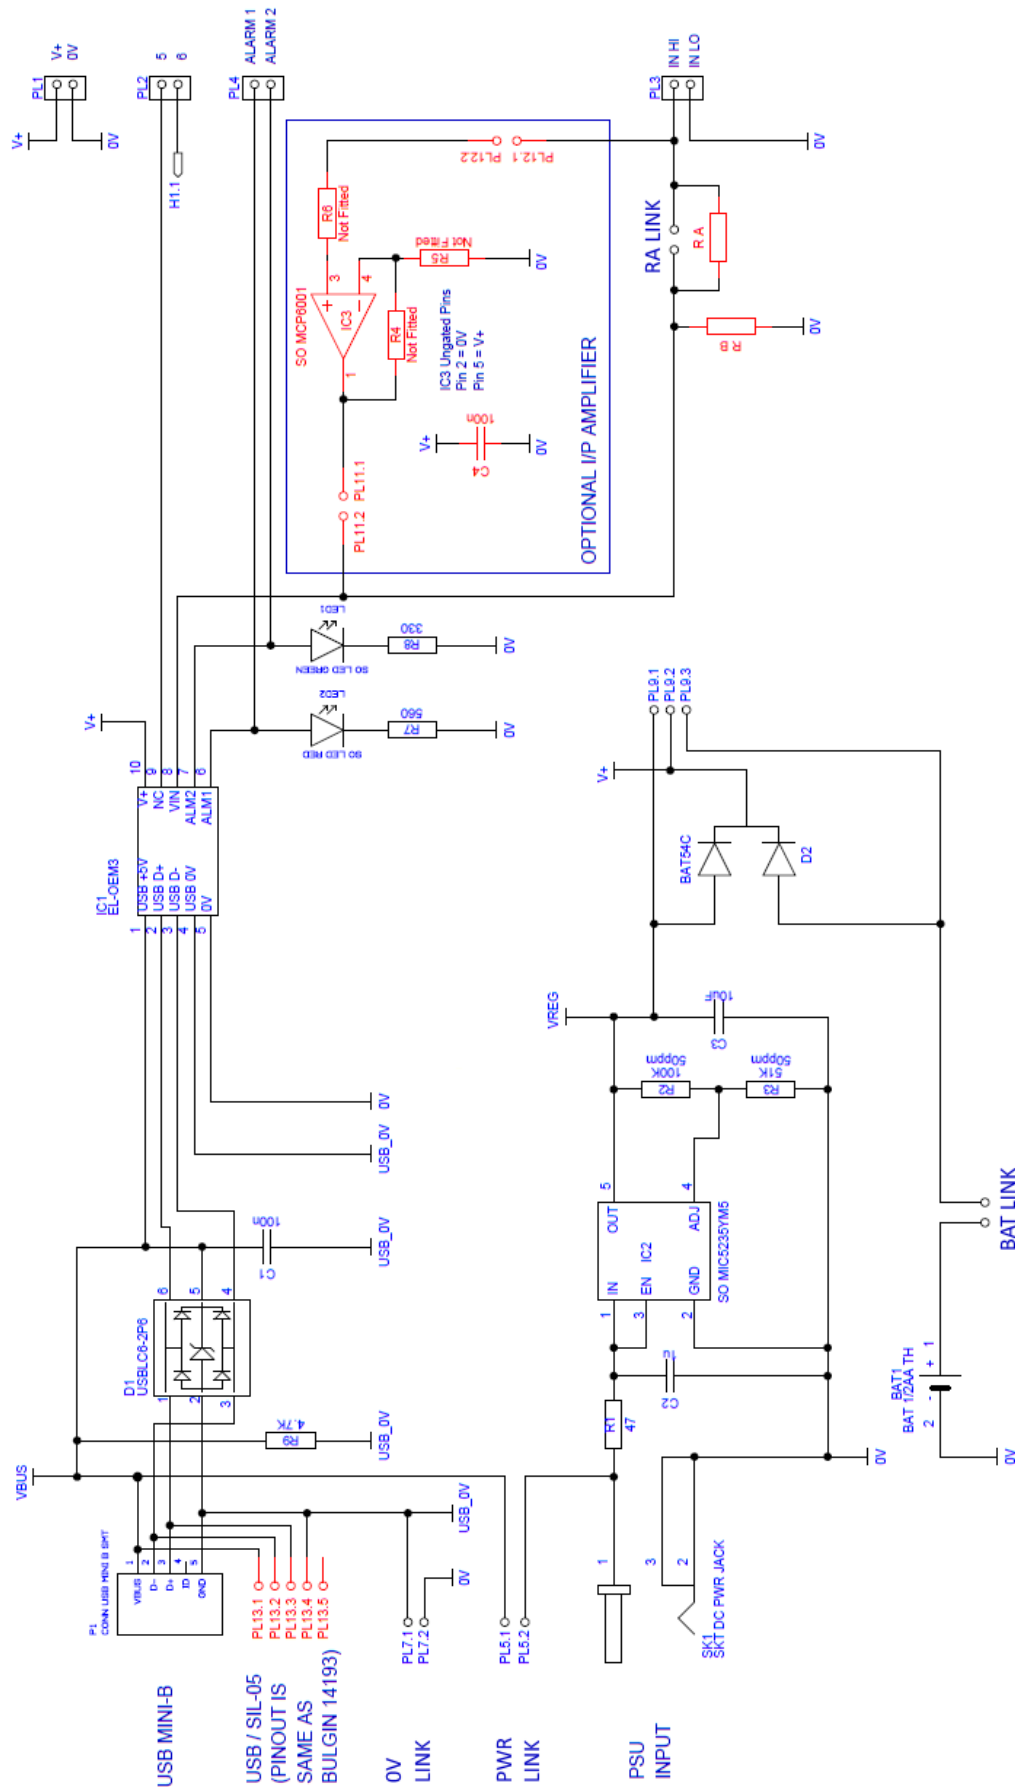 PL1
V+
0V
V+
0V
PL2
5
6
H1.1
PL4
ALARM 1
ALARM 2
PL3
IN HI
IN LO
0V
PL12.2
PL12.1
R6
Not Fitted
SO MCP6001
IC3
+
-
3
4
1
R4
Not Fitted
R5
Not Fitted
0V
IC3 Ungated Pins
Pin 2 = 0V
Pin 5 = V+
V+
100n
C4
0V
PL11.1
PL11.2
OPTIONAL I/P AMPLIFIER
RA LINK
RA
RB
0V
LED1
SO LED GREEN
R8
330
0V
LED2
SO LED RED
R7
560
0V
V+
IC1
EL-OEM3
10
9
8
7
6
V+
NC
VIN
ALM2
ALM1
USB +5V
USB D+
USB D-
USB 0V
0V
1
2
3
4
5
0V
USB_0V
100n
C1
USB_0V
D1
USBLC6-2P6
1
2
3
4
5
6
R9
4.7K
USB_0V
VBUS
P1
CONN USB MINI B SMT
1
2
3
4
5
VBUS
D-
D+
ID
GND
PL13.1
PL13.2
PL13.3
PL13.4
PL13.5
USB MINI-B
USB / SIL-05
(PINOUT IS
SAME AS
BULGIN 14193)
USB_0V
0V
PL7.1
PL7.2
0V
LINK
PL5.1
PL5.2
PWR
LINK
PSU
INPUT
1
3
2
SK1
SKT DC PWR JACK
0V
R1
47
C2
1u
IC2
SO MIC5235YM5
IN
EN
GND
OUT
ADJ
1
3
2
5
4
R2
100K
50ppm
R3
51K
50ppm
VREG
C3
10uF
V+
BAT54C
D2
PL9.1
PL9.2
PL9.3
BAT LINK
BAT1
BAT 1/2AA TH
+
1
-
2
0V